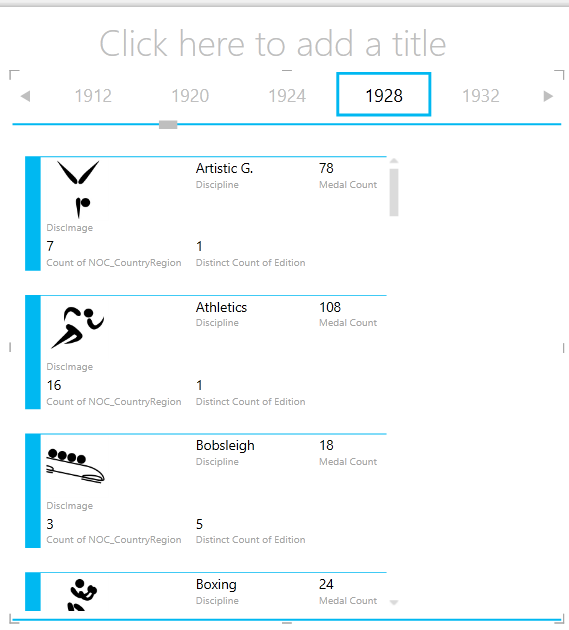 Click here to add a title
1912 1920 1924 1928 1932
Artistic G. 78
Discipline Medal Count
DiscImage
7 1
Count of NOC_CountryRegion Distinct Count of Edition
Athletics 108
Discipline Medal Count
DiscImage
16 1
Count of NOC_CountryRegion Distinct Count of Edition
Bobsleigh 18
Discipline Medal Count
DiscImage
3 5
Count of NOC_CountryRegion Distinct Count of Edition
Boxing 24
Discipline Medal Count